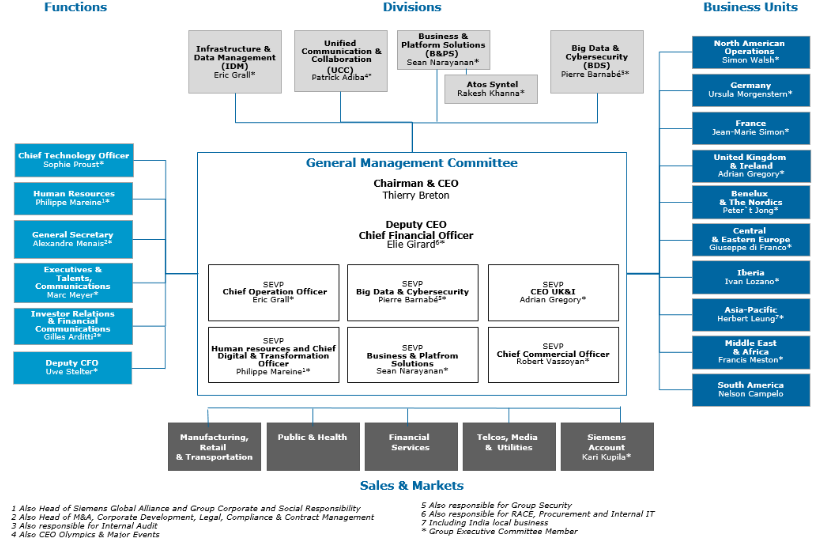 Functions
Divisions
Business Units
Infrastructure &
Data Management
(IDM)
Eric Grall*
Unified
Communication &
Collaboration
(UCC)
Patrick Adiba4*
Business &
Platform Solutions
(B&PS)
Sean Narayanan*
Atos Syntel
Rakesh Khanna*
Big Data &
Cybersecurity
(BDS)
Pierre Barnabé5*
North American
Operations
Simon Walsh*
Germany
Ursula Morgenstern*
France
Jean-Marie Simon*
United Kingdom
& Ireland
Adrian Gregory*
Benelux
& The Nordics
Peter`t Jong*
Central
& Eastern Europe
Giuseppe di Franco*
Iberia
Ivan Lozano*
Asia-Pacific
Herbert Leung7*
Middle East
& Africa
Francis Meston*
South America
Nelson Campelo
Chief Technology Officer
Sophie Proust*
Human Resources
Philippe Mareine1*
General Secretary
Alexandre Menais2*
Executives &
Talents,
Communications
Marc Meyer*
Investor Relations
& Financial
Communications
Gilles Arditti3*
Deputy CFO
Uwe Stelter*
General Management Committee
Chairman & CEO
Thierry Breton
Deputy CEO
Chief Financial Officer
Elie Girard6*
SEVP
Chief Operation Officer
Eric Grall*
SEVP
Big Data & Cybersecurity
Pierre Barnabé5*
SEVP
CEO UK&I
Adrian Gregory*
SEVP
Human resources and Chief
Digital & Transformation
Officer
Philippe Mareine1*
SEVP
Business & Platfrom
Solutions
Sean Narayanan*
SEVP
Chief Commercial Officer
Robert Vassoyan*
Manufacturing,
Retail
& Transportation
Public & Health
Financial
Services
Telcos, Media
& Utilities
Siemens
Account
Kari Kupila*
Sales & Markets
1 Also Head of Siemens Global Alliance and Group Corporate and Social Responsibility
2 Also Head of M&A, Corporate Development, Legal, Compliance & Contract Management
3 Also responsible for Internal Audit
4 Also CEO Olympics & Major Events
5 Also responsible for Group Security
6 Also responsible for RACE, Procurement and Internal IT
7 Including India local business
* Group Executive Committee Member